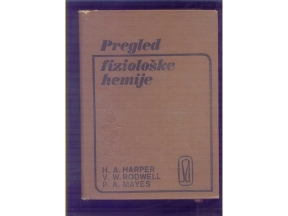 Pregled
fiziološke
hemije
H. A. HARPER
V. W. RODWELL
P. A. MAYES